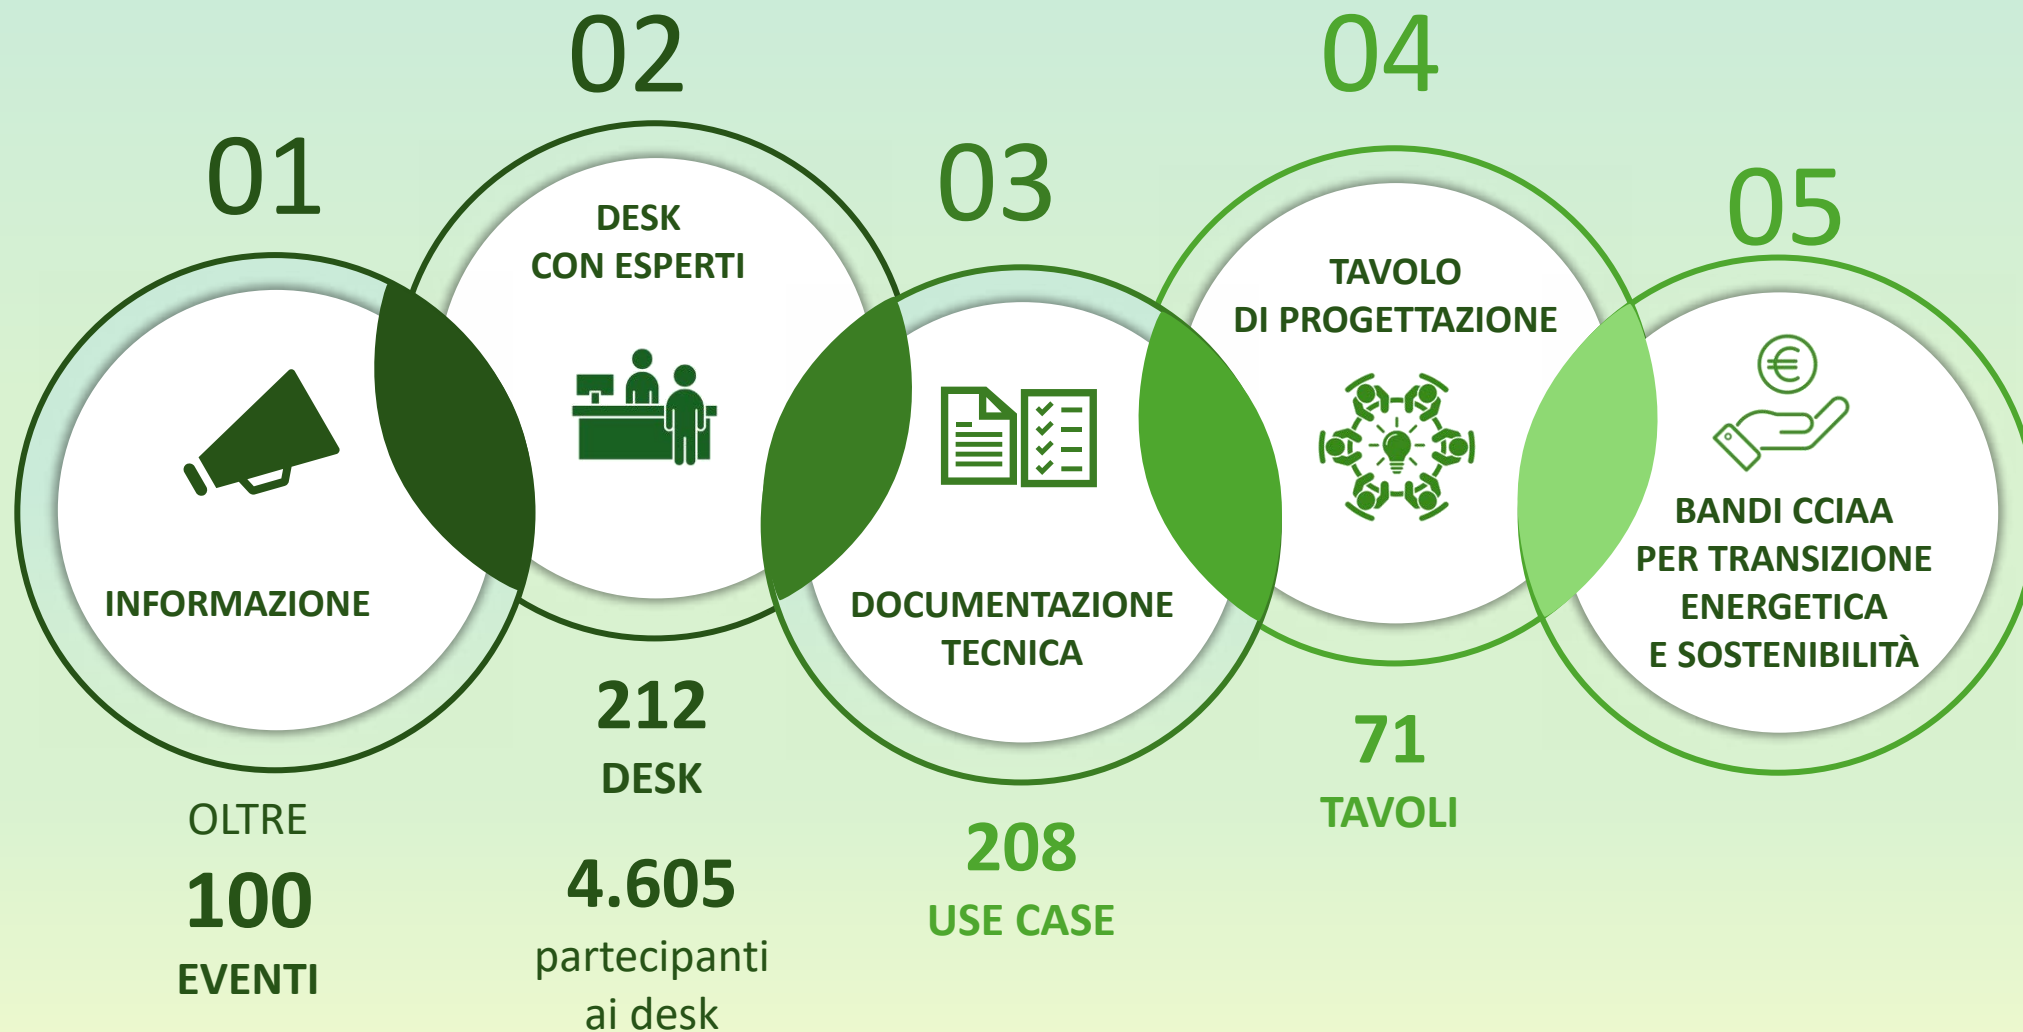 01
INFORMAZIONE
OLTRE
100
EVENTI
02
DESK
CON ESPERTI
212
DESK
4.605
partecipanti
ai desk
03
DOCUMENTAZIONE
TECNICA
208
USE CASE
04
TAVOLO
DI PROGETTAZIONE
71
TAVOLI
05
€
BANDI CCIAA
PER TRANSIZIONE
ENERGETICA
E SOSTENIBILITÀ